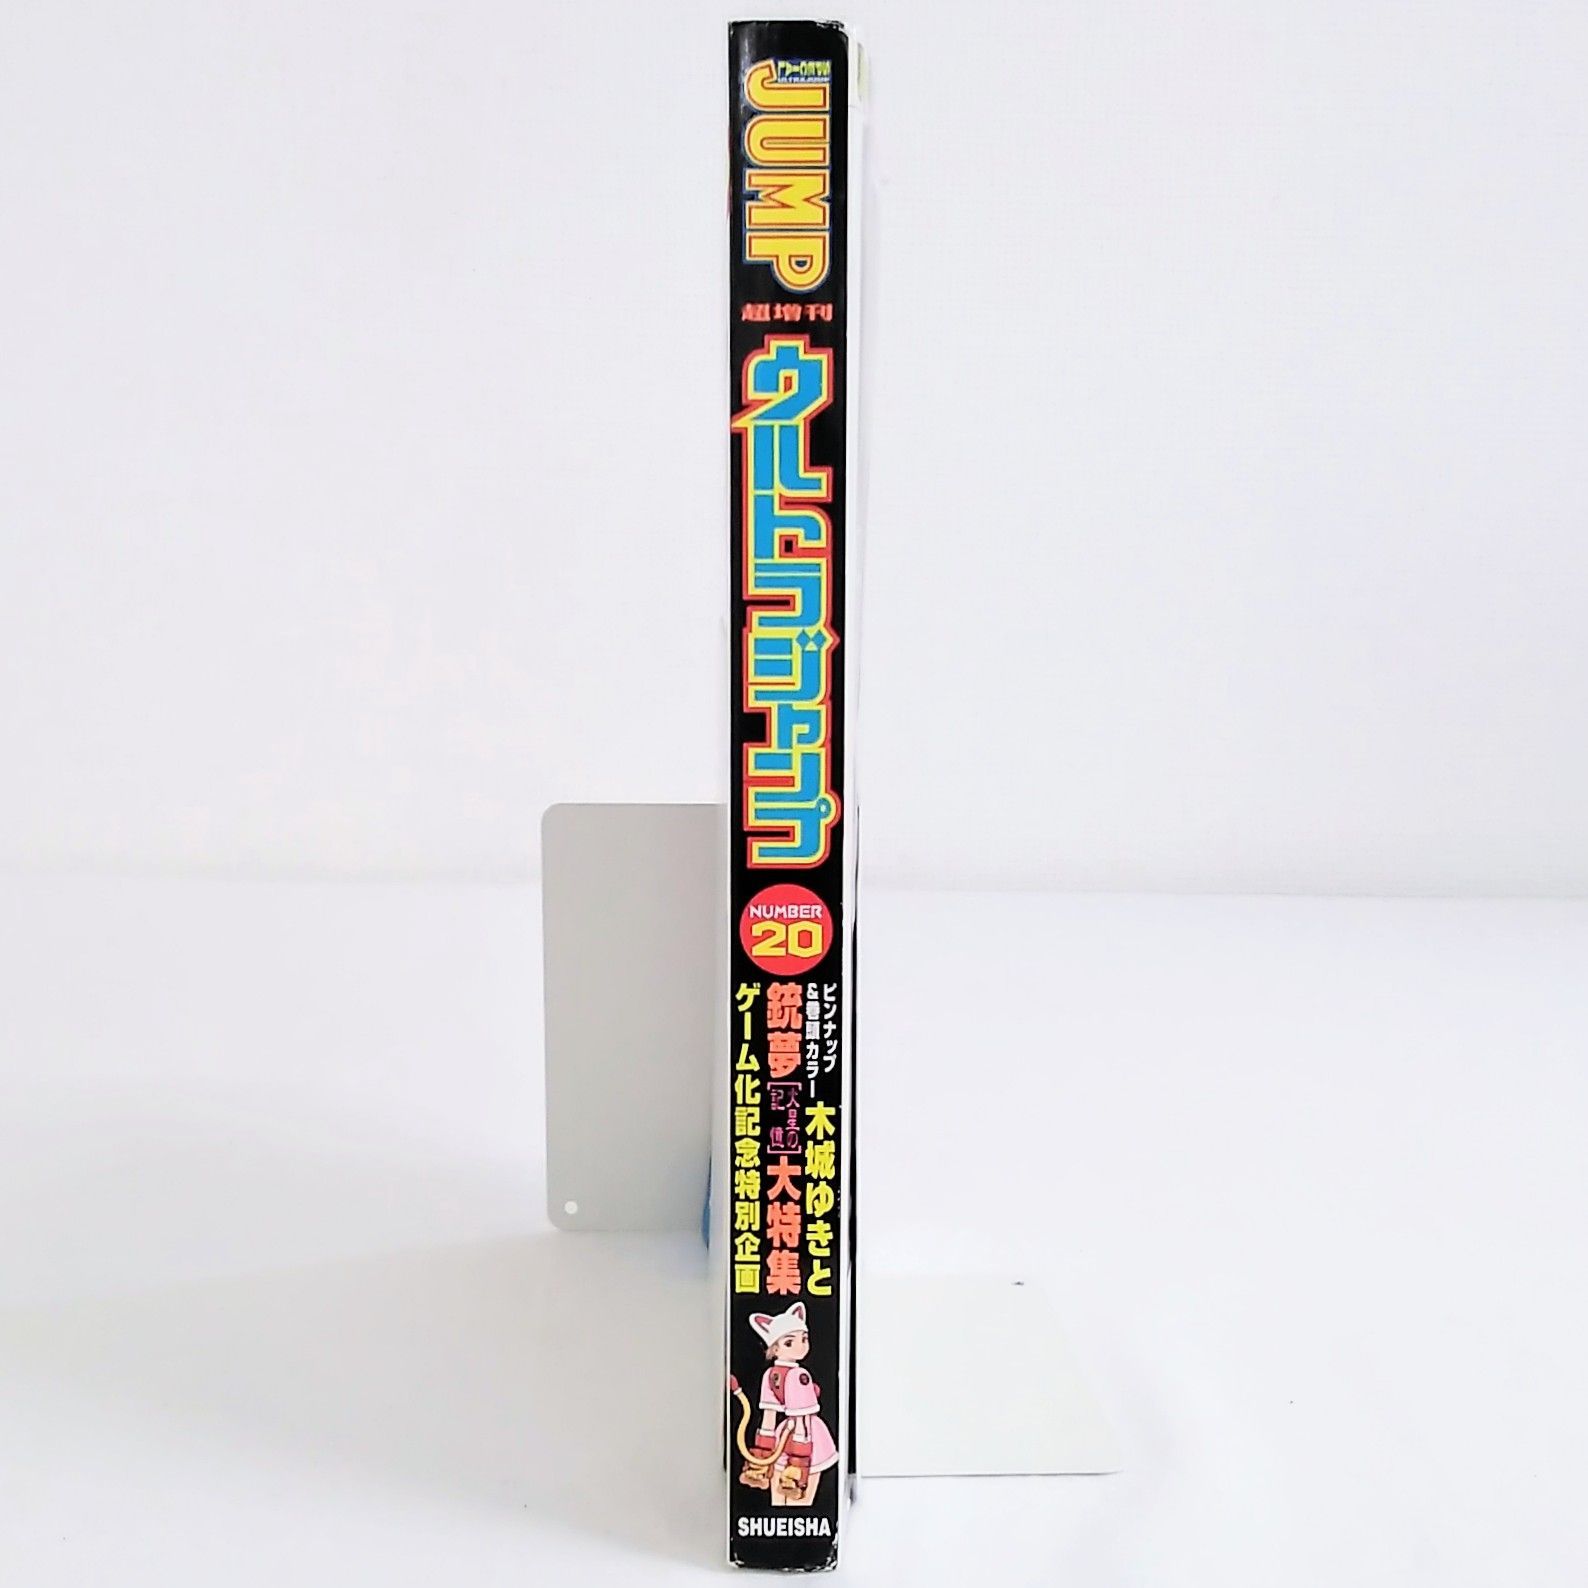 JUMP
超増刊
ウルトラジャンプ
NUMBER
20
ピンナップ
&巻頭カラー
木城ゆきと
銃夢[火星の記憶]大特集
ゲーム化記念特別企画
SHUEISHA